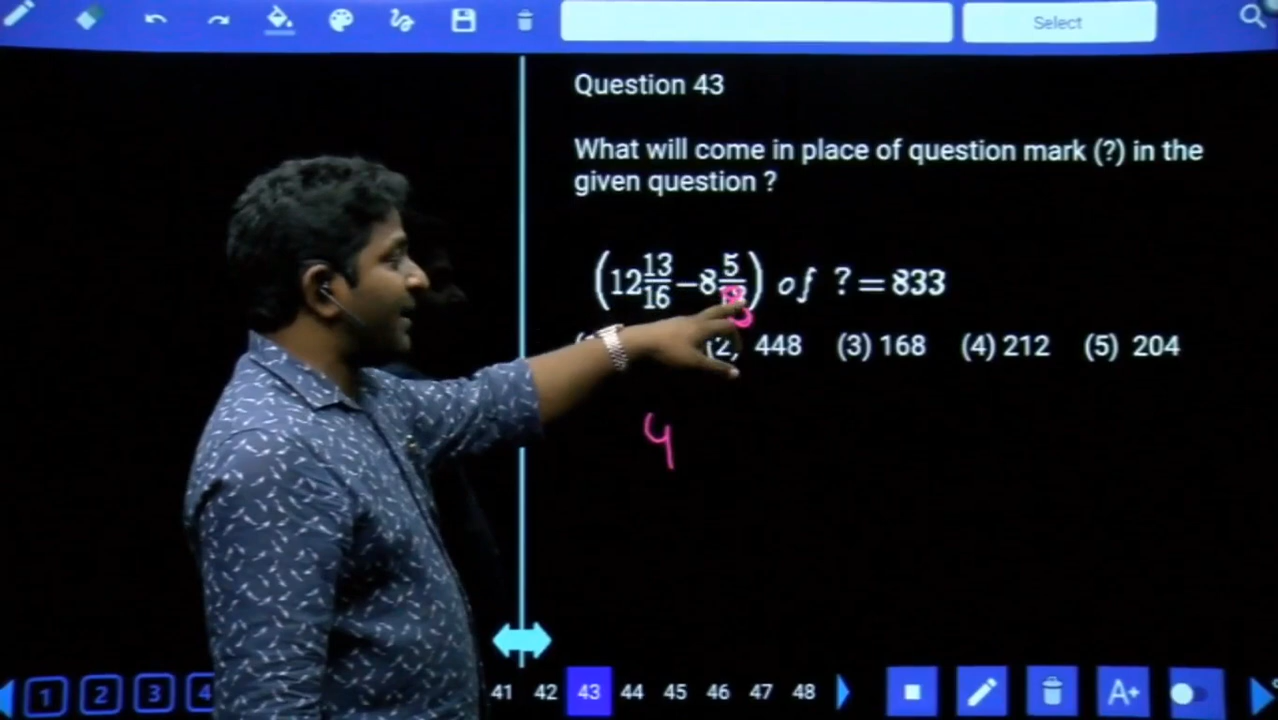 Select
Question 43
What will come in place of question mark (?) in the
given question ?
(12 13/16 − 8 5/ ) of ? = 833
(2) 448 (3) 168 (4) 212 (5) 204
4
1 2 3 4 41 42 43 44 45 46 47 48 A+